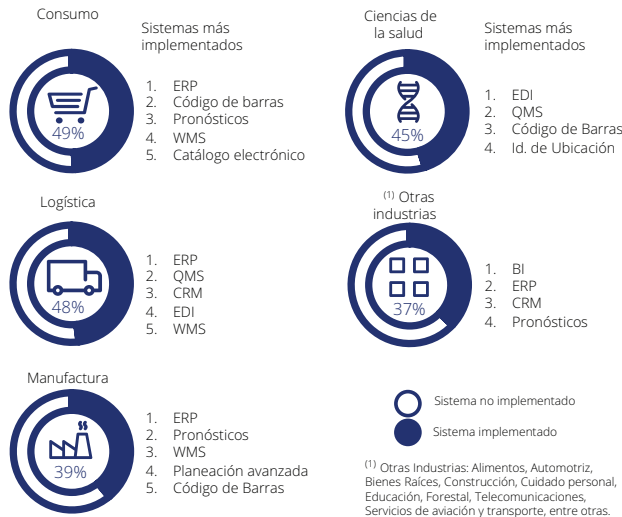 Consumo
Sistemas más
implementados
49%
1. ERP
2. Código de barras
3. Pronósticos
4. WMS
5. Catálogo electrónico
Ciencias de
la salud
Sistemas más
implementados
45%
1. EDI
2. QMS
3. Código de Barras
4. Id. de Ubicación
Logística
48%
1. ERP
2. QMS
3. CRM
4. EDI
5. WMS
(1) Otras
industrias
37%
1. BI
2. ERP
3. CRM
4. Pronósticos
Manufactura
39%
1. ERP
2. Pronósticos
3. WMS
4. Planeación avanzada
5. Código de Barras
Sistema no implementado
Sistema implementado
(1) Otras Industrias: Alimentos, Automotriz,
Bienes Raíces, Construcción, Cuidado personal,
Educación, Forestal, Telecomunicaciones,
Servicios de aviación y transporte, entre otras.